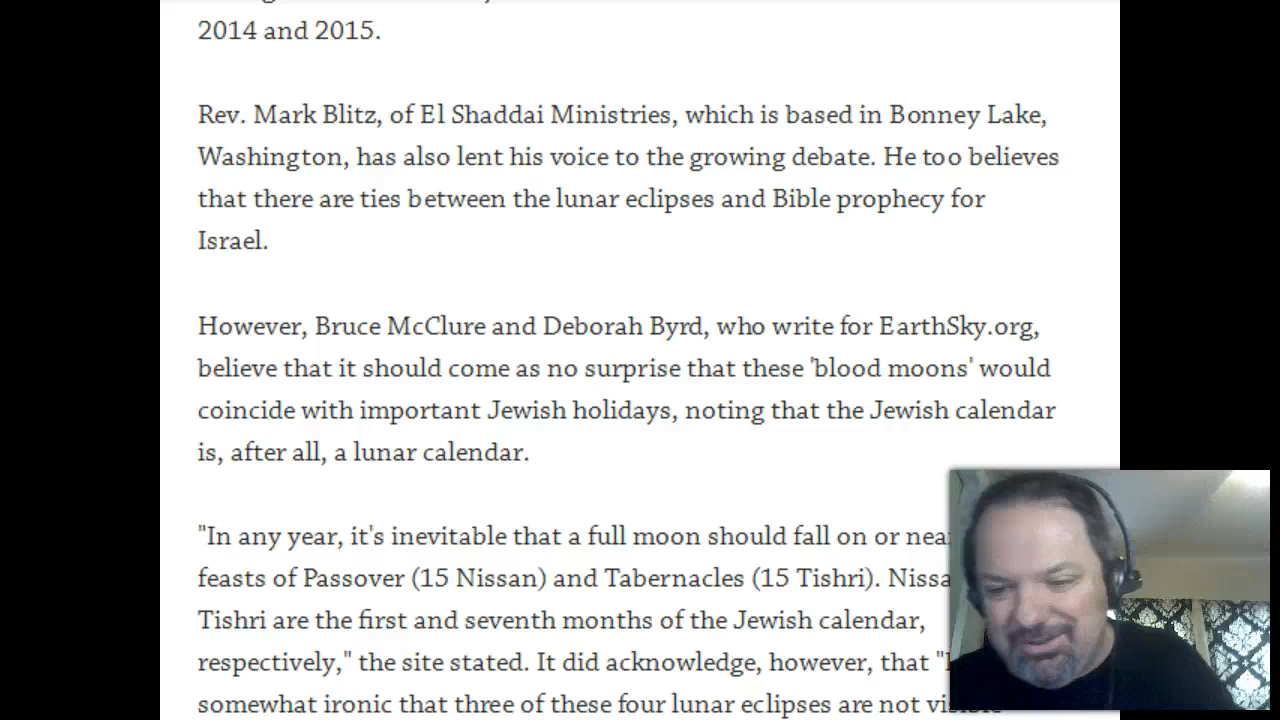 2014 and 2015.
Rev. Mark Blitz, of El Shaddai Ministries, which is based in Bonney Lake,
Washington, has also lent his voice to the growing debate. He too believes
that there are ties between the lunar eclipses and Bible prophecy for
Israel.
However, Bruce McClure and Deborah Byrd, who write for EarthSky.org,
believe that it should come as no surprise that these 'blood moons' would
coincide with important Jewish holidays, noting that the Jewish calendar
is, after all, a lunar calendar.
"In any year, it's inevitable that a full moon should fall on or
feasts of Passover (15 Nissan) and Tabernacles (15 Tishri).
Tishri are the first and seventh months of the Jewish calendar,
respectively," the site stated. It did acknowledge, however, that
somewhat ironic that three of these four lunar eclipses are not